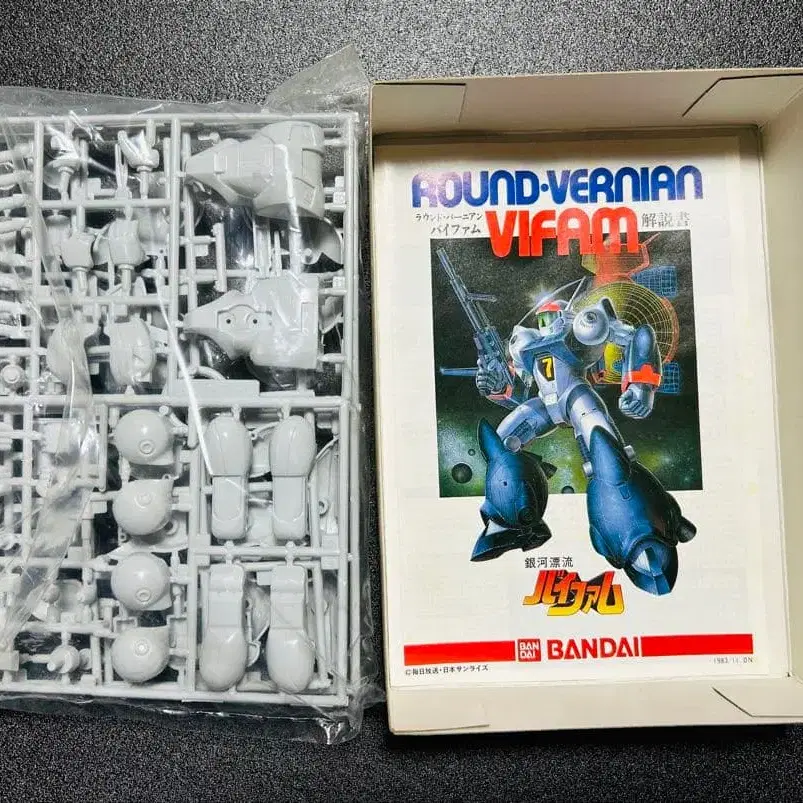 ROUND·VERNIAN
ラウンド・バーニアン
バイファム
VIFAM
解説書
7
銀河漂流
バイファム
BAN
DAI
BANDAI
©毎日放送・日本サンライズ
1983.11.DN